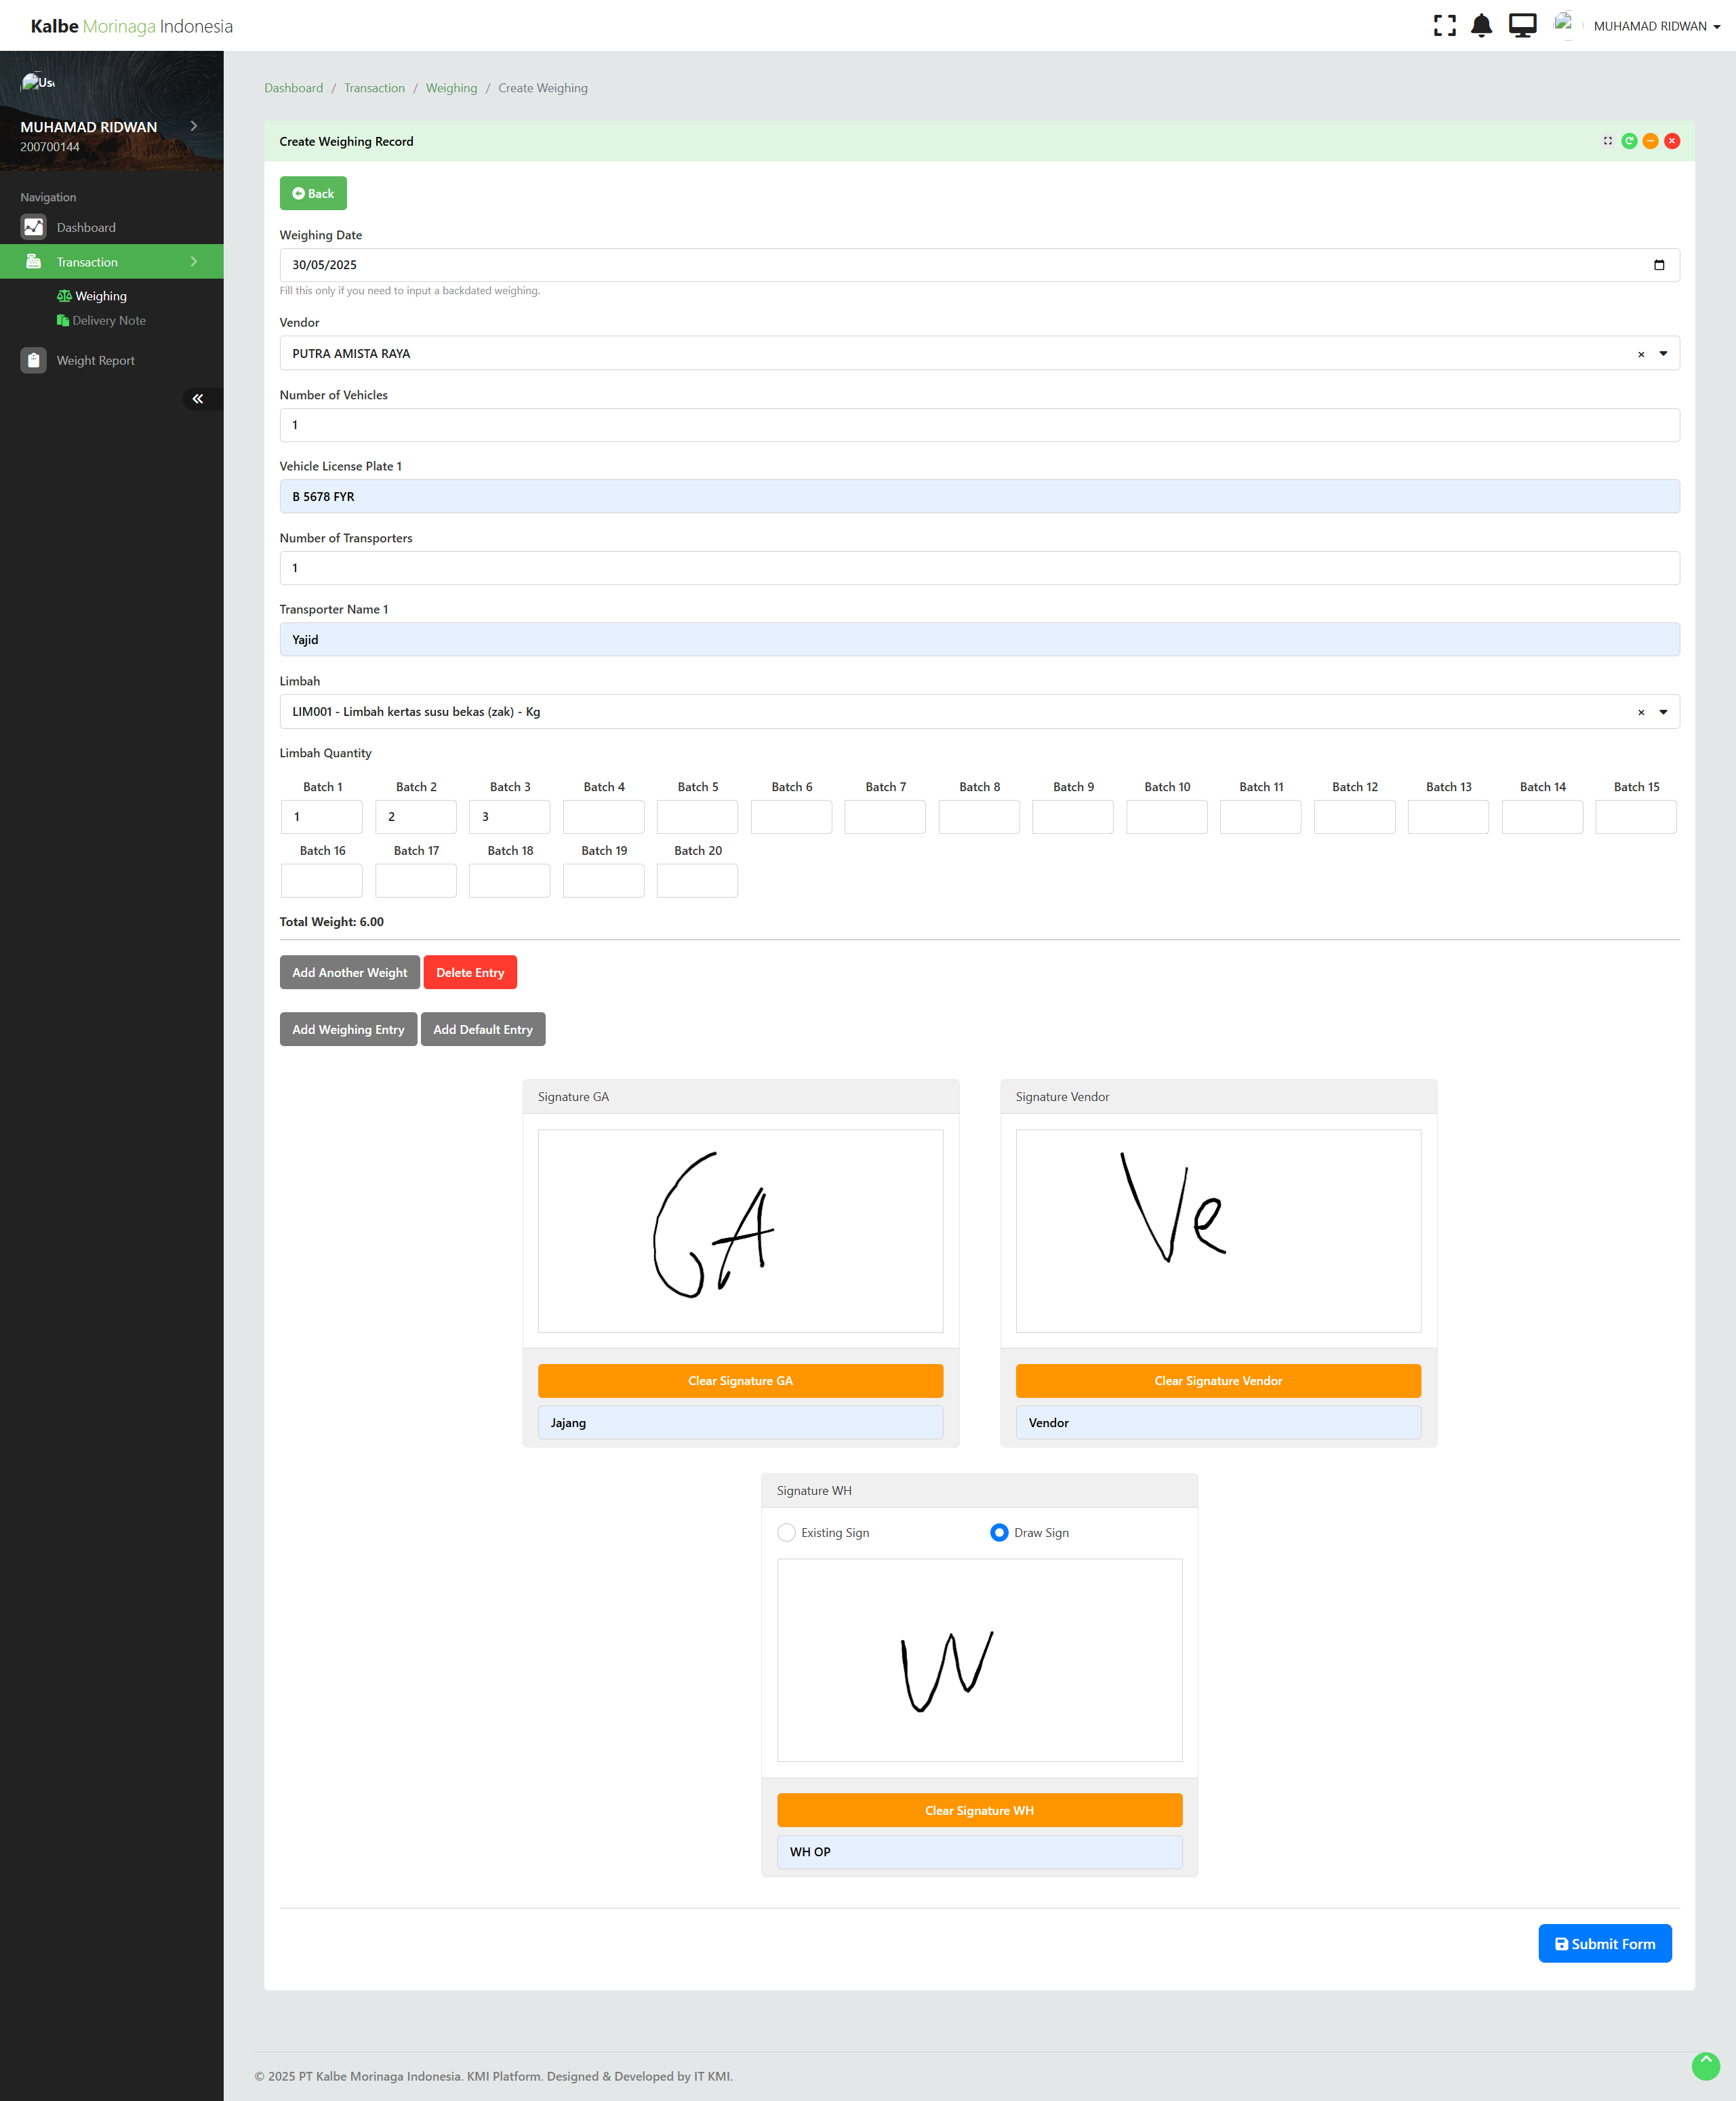 Kalbe Morinaga Indonesia
MUHAMAD RIDWAN
MUHAMAD RIDWAN
200700144
Navigation
Dashboard
Transaction
Weighing
Delivery Note
Weight Report
Dashboard / Transaction / Weighing / Create Weighing
Create Weighing Record
Back
Weighing Date
30/05/2025
Fill this only if you need to input a backdated weighing.
Vendor
PUTRA AMISTA RAYA
Number of Vehicles
1
Vehicle License Plate 1
B 5678 FYR
Number of Transporters
1
Transporter Name 1
Yajid
Limbah
LIM001 - Limbah kertas susu bekas (zak) - Kg
Limbah Quantity
Batch 1 Batch 2 Batch 3 Batch 4 Batch 5 Batch 6 Batch 7 Batch 8 Batch 9 Batch 10 Batch 11 Batch 12 Batch 13 Batch 14 Batch 15
1 2 3
Batch 16 Batch 17 Batch 18 Batch 19 Batch 20
Total Weight: 6.00
Add Another Weight Delete Entry
Add Weighing Entry Add Default Entry
Signature GA
GA
Clear Signature GA
Jajang
Signature Vendor
Ve
Clear Signature Vendor
Vendor
Signature WH
Existing Sign Draw Sign
W
Clear Signature WH
WH OP
Submit Form
© 2025 PT Kalbe Morinaga Indonesia. KMI Platform. Designed & Developed by IT KMI.